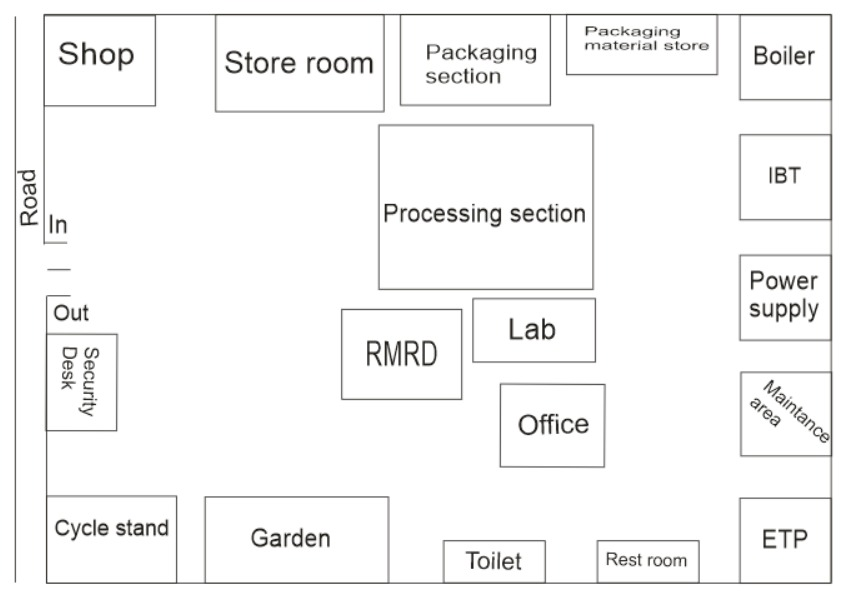 Shop
Store room
Packaging
section
Packaging
material store
Boiler
IBT
Road
In
Processing section
Power
supply
Out
Security
Desk
RMRD
Lab
Maintance
area
Office
Cycle stand
Garden
Toilet
Rest room
ETP